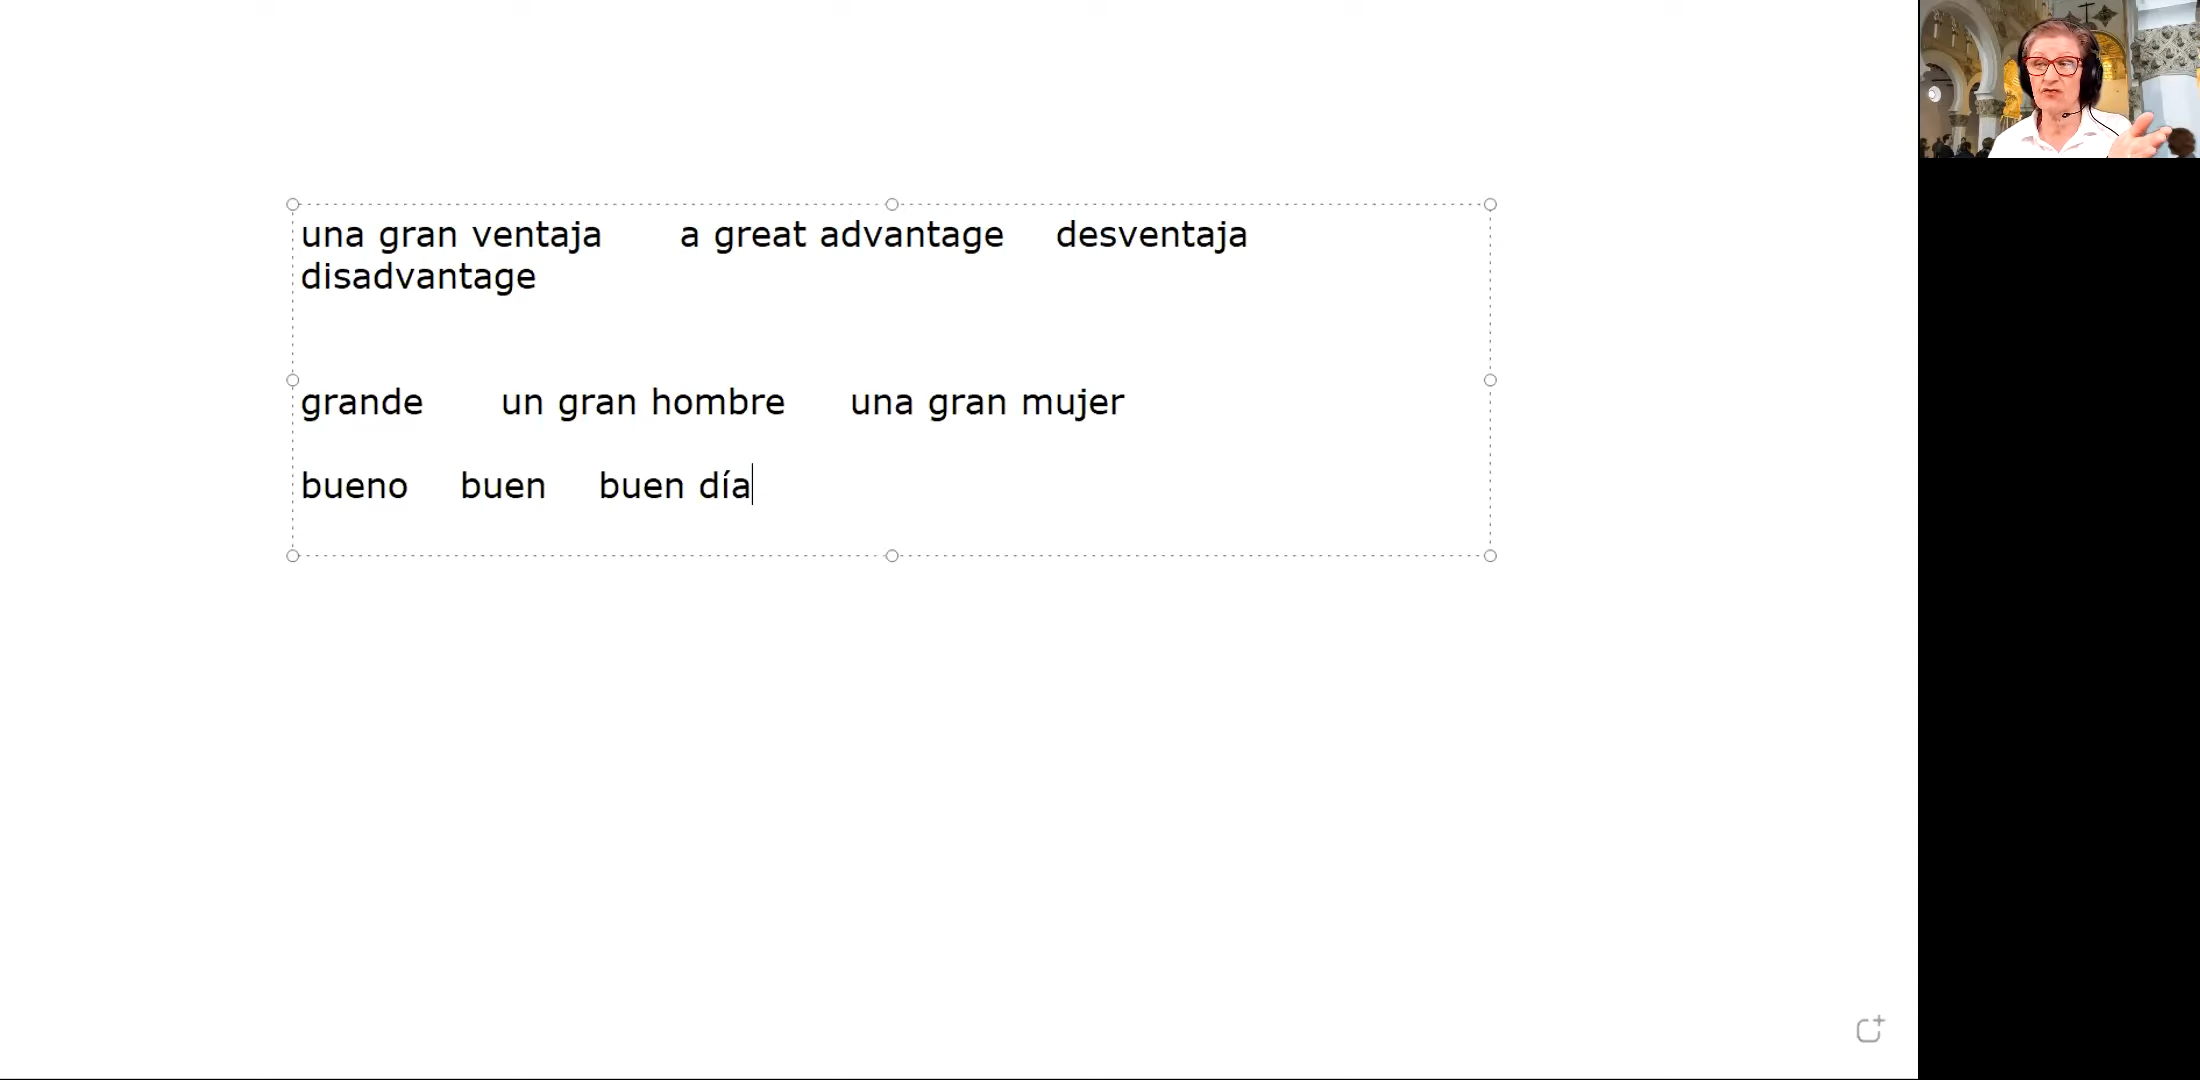 una gran ventaja a great advantage desventaja
disadvantage
grande un gran hombre una gran mujer
bueno buen buen día